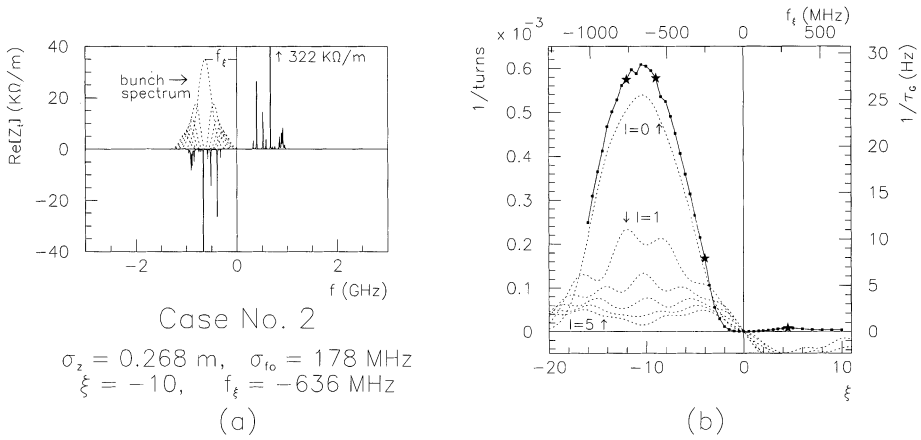 40
20
0
−20
−40
Re[Z_t] (KΩ/m)
f_ξ
↑ 322 KΩ/m
bunch →
spectrum
−2
0
2
f (GHz)
Case No. 2
σ_z = 0.268 m, σ_fo = 178 MHz
ξ = −10, f_ξ = −636 MHz
(a)
f_ξ (MHz)
−1000
−500
0
500
× 10⁻³
1/turns
0.6
0.5
0.4
0.3
0.2
0.1
0
l=0 ↑
↓ l=1
l=5 ↑
30
25
20
15
10
5
0
1/τ_G (Hz)
−20
−10
0
10
ξ
(b)